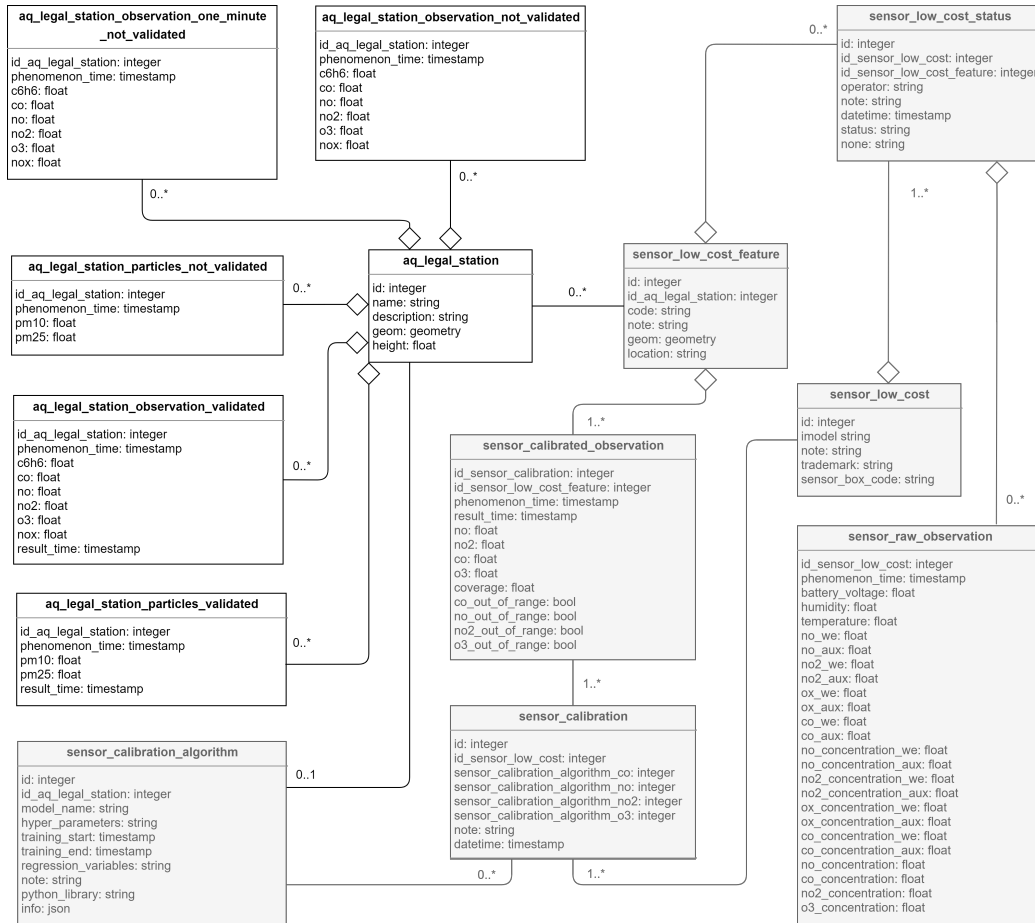 aq_legal_station_observation_one_minute
_not_validated
id_aq_legal_station: integer
phenomenon_time: timestamp
c6h6: float
co: float
no: float
no2: float
o3: float
nox: float
0..*
aq_legal_station_observation_not_validated
id_aq_legal_station: integer
phenomenon_time: timestamp
c6h6: float
co: float
no: float
no2: float
o3: float
nox: float
0..*
sensor_low_cost_status
id: integer
id_sensor_low_cost: integer
id_sensor_low_cost_feature: integer
operator: string
note: string
datetime: timestamp
status: string
none: string
0..*
1..*
aq_legal_station_particles_not_validated
id_aq_legal_station: integer
phenomenon_time: timestamp
pm10: float
pm25: float
0..*
aq_legal_station
id: integer
name: string
description: string
geom: geometry
height: float
0..*
sensor_low_cost_feature
id: integer
id_aq_legal_station: integer
code: string
note: string
geom: geometry
location: string
1..*
aq_legal_station_observation_validated
id_aq_legal_station: integer
phenomenon_time: timestamp
c6h6: float
co: float
no: float
no2: float
o3: float
nox: float
result_time: timestamp
0..*
sensor_calibrated_observation
id_sensor_calibration: integer
id_sensor_low_cost_feature: integer
phenomenon_time: timestamp
result_time: timestamp
no: float
no2: float
co: float
o3: float
coverage: float
co_out_of_range: bool
no_out_of_range: bool
no2_out_of_range: bool
o3_out_of_range: bool
1..*
sensor_low_cost
id: integer
imodel string
note: string
trademark: string
sensor_box_code: string
0..*
aq_legal_station_particles_validated
id_aq_legal_station: integer
phenomenon_time: timestamp
pm10: float
pm25: float
result_time: timestamp
0..*
sensor_raw_observation
id_sensor_low_cost: integer
phenomenon_time: timestamp
battery_voltage: float
humidity: float
temperature: float
no_we: float
no_aux: float
no2_we: float
no2_aux: float
ox_we: float
ox_aux: float
co_we: float
co_aux: float
no_concentration_we: float
no_concentration_aux: float
no2_concentration_we: float
no2_concentration_aux: float
ox_concentration_we: float
ox_concentration_aux: float
co_concentration_we: float
co_concentration_aux: float
no_concentration: float
co_concentration: float
no2_concentration: float
o3_concentration: float
sensor_calibration_algorithm
id: integer
id_aq_legal_station: integer
model_name: string
hyper_parameters: string
training_start: timestamp
training_end: timestamp
regression_variables: string
note: string
python_library: string
info: json
0..1
sensor_calibration
id: integer
id_sensor_low_cost: integer
sensor_calibration_algorithm_co: integer
sensor_calibration_algorithm_no: integer
sensor_calibration_algorithm_no2: integer
sensor_calibration_algorithm_o3: integer
note: string
datetime: timestamp
0..*
1..*